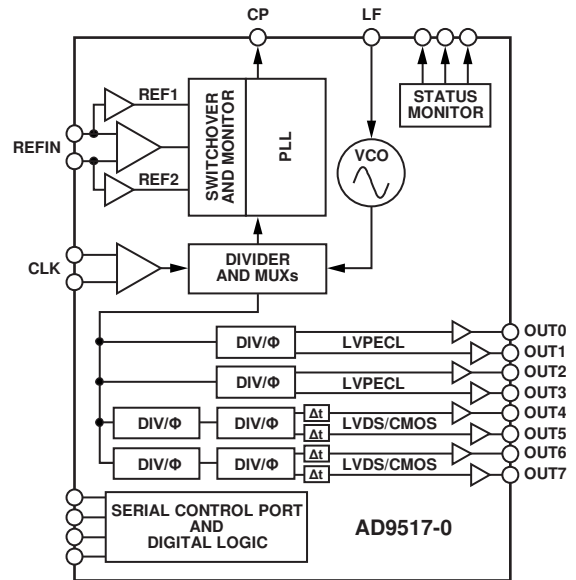 CP
LF
REF1
STATUS
MONITOR
REFIN
SWITCHOVER
AND MONITOR
PLL
VCO
REF2
CLK
DIVIDER
AND MUXs
DIV/Φ
LVPECL
OUT0
OUT1
DIV/Φ
LVPECL
OUT2
OUT3
DIV/Φ
DIV/Φ
Δt
Δt
LVDS/CMOS
OUT4
OUT5
DIV/Φ
DIV/Φ
Δt
Δt
LVDS/CMOS
OUT6
OUT7
SERIAL CONTROL PORT
AND
DIGITAL LOGIC
AD9517-0